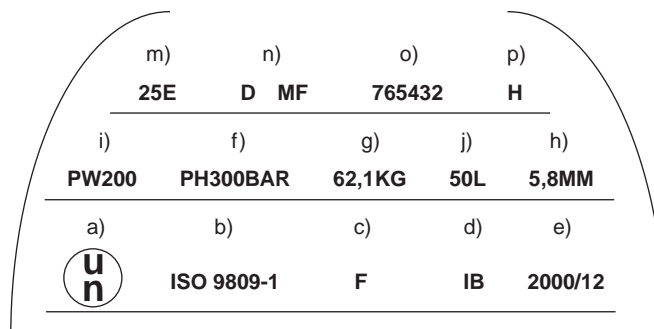 m) n) o) p)
25E D MF 765432 H
i) f) g) j) h)
PW200 PH300BAR 62,1KG 50L 5,8MM
a) b) c) d) e)
u n ISO 9809-1 F IB 2000/12